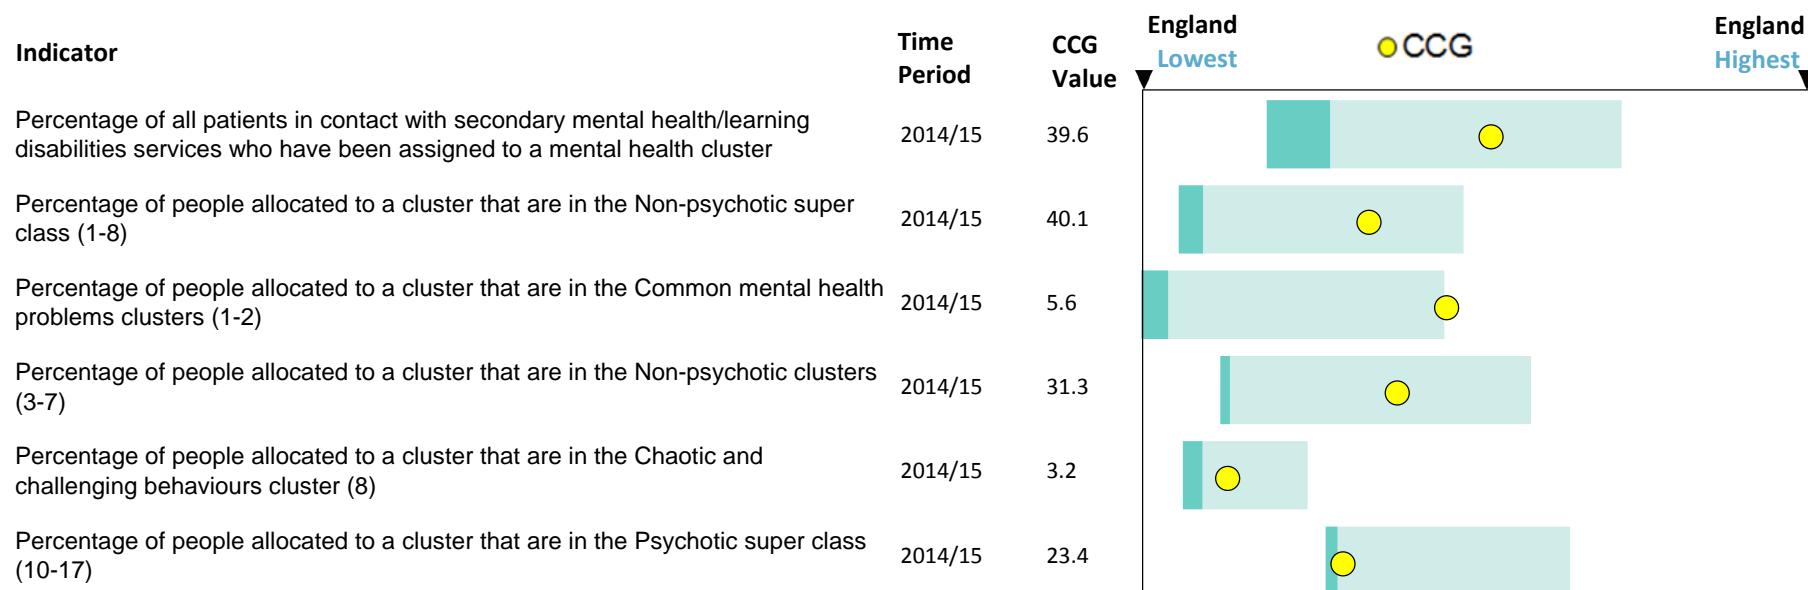 Indicator
Time
Period
CCG
Value
England
Lowest
CCG
England
Highest
Percentage of all patients in contact with secondary mental health/learning
disabilities services who have been assigned to a mental health cluster
2014/15
39.6
Percentage of people allocated to a cluster that are in the Non-psychotic super
class (1-8)
2014/15
40.1
Percentage of people allocated to a cluster that are in the Common mental health
problems clusters (1-2)
2014/15
5.6
Percentage of people allocated to a cluster that are in the Non-psychotic clusters
(3-7)
2014/15
31.3
Percentage of people allocated to a cluster that are in the Chaotic and
challenging behaviours cluster (8)
2014/15
3.2
Percentage of people allocated to a cluster that are in the Psychotic super class
(10-17)
2014/15
23.4